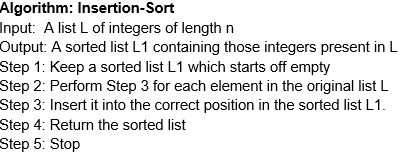 Algorithm: Insertion-Sort
Input:  A list L of integers of length n
Output: A sorted list L1 containing those integers present in L
Step 1: Keep a sorted list L1 which starts off empty
Step 2: Perform Step 3 for each element in the original list L
Step 3: Insert it into the correct position in the sorted list L1.
Step 4: Return the sorted list
Step 5: Stop